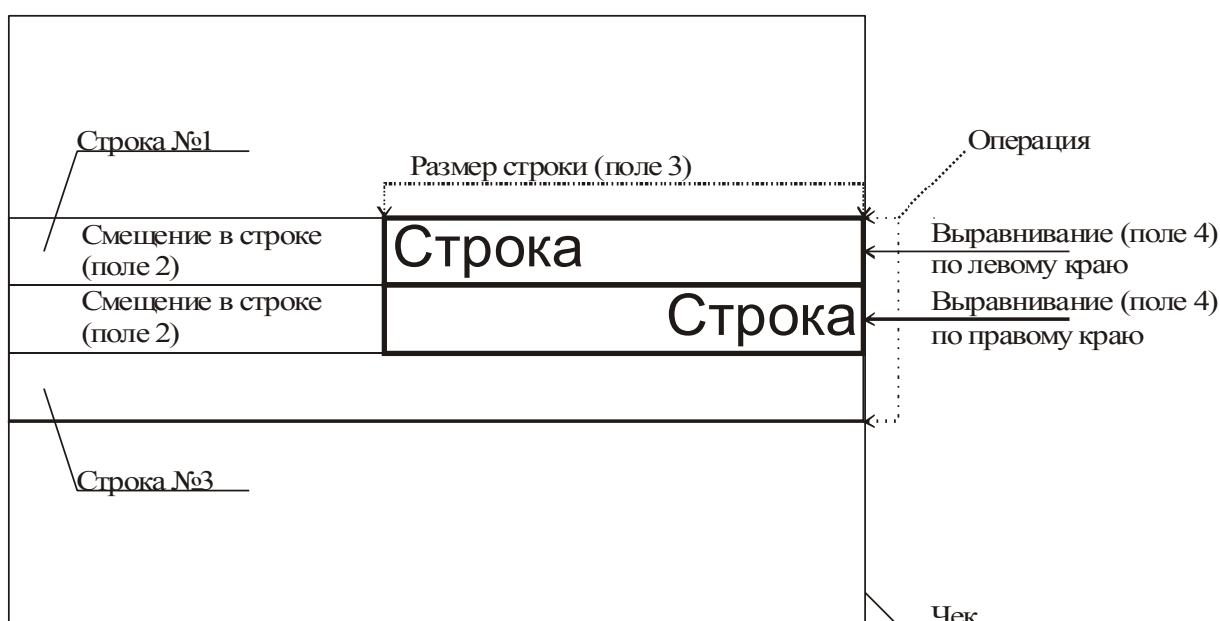 Строка №1
Операция
Размер строки (поле 3)
Смещение в строке
(поле 2)
Строка
Выравнивание (поле 4)
по левому краю
Смещение в строке
(поле 2)
Строка
Выравнивание (поле 4)
по правому краю
Строка №3
Чек